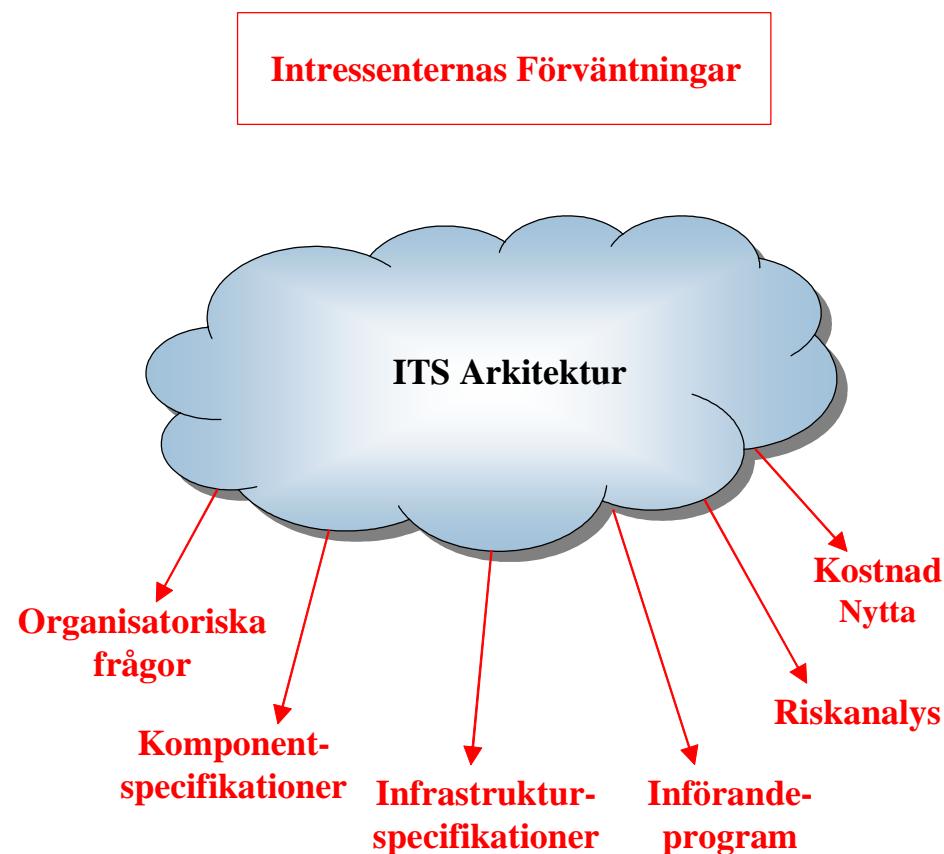 Intressenternas Förväntningar
ITS Arkitektur
Organisatoriska
frågor
Komponent-
specifikationer
Infrastruktur-
specifikationer
Införande-
program
Riskanalys
Kostnad
Nytta